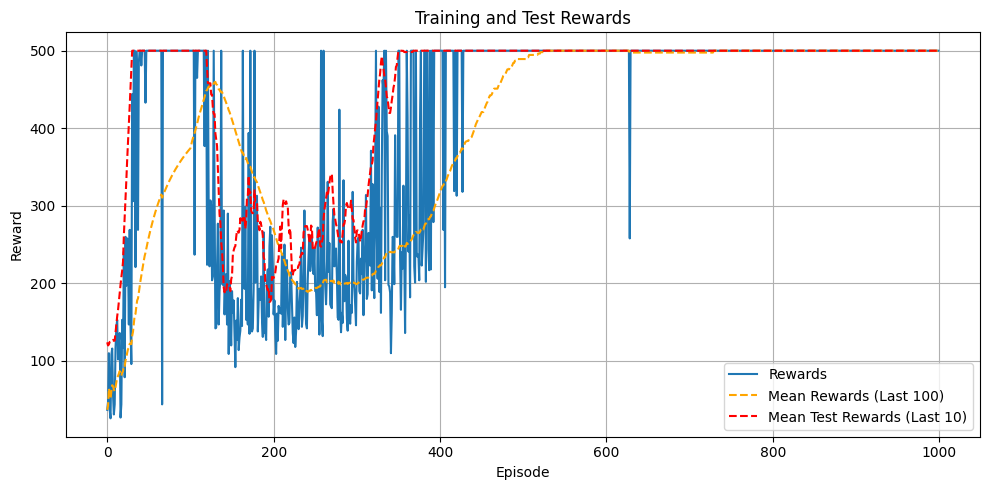 Training and Test Rewards
500
400
300
200
100
Reward
0
200
400
600
800
1000
Episode
Rewards
Mean Rewards (Last 100)
Mean Test Rewards (Last 10)